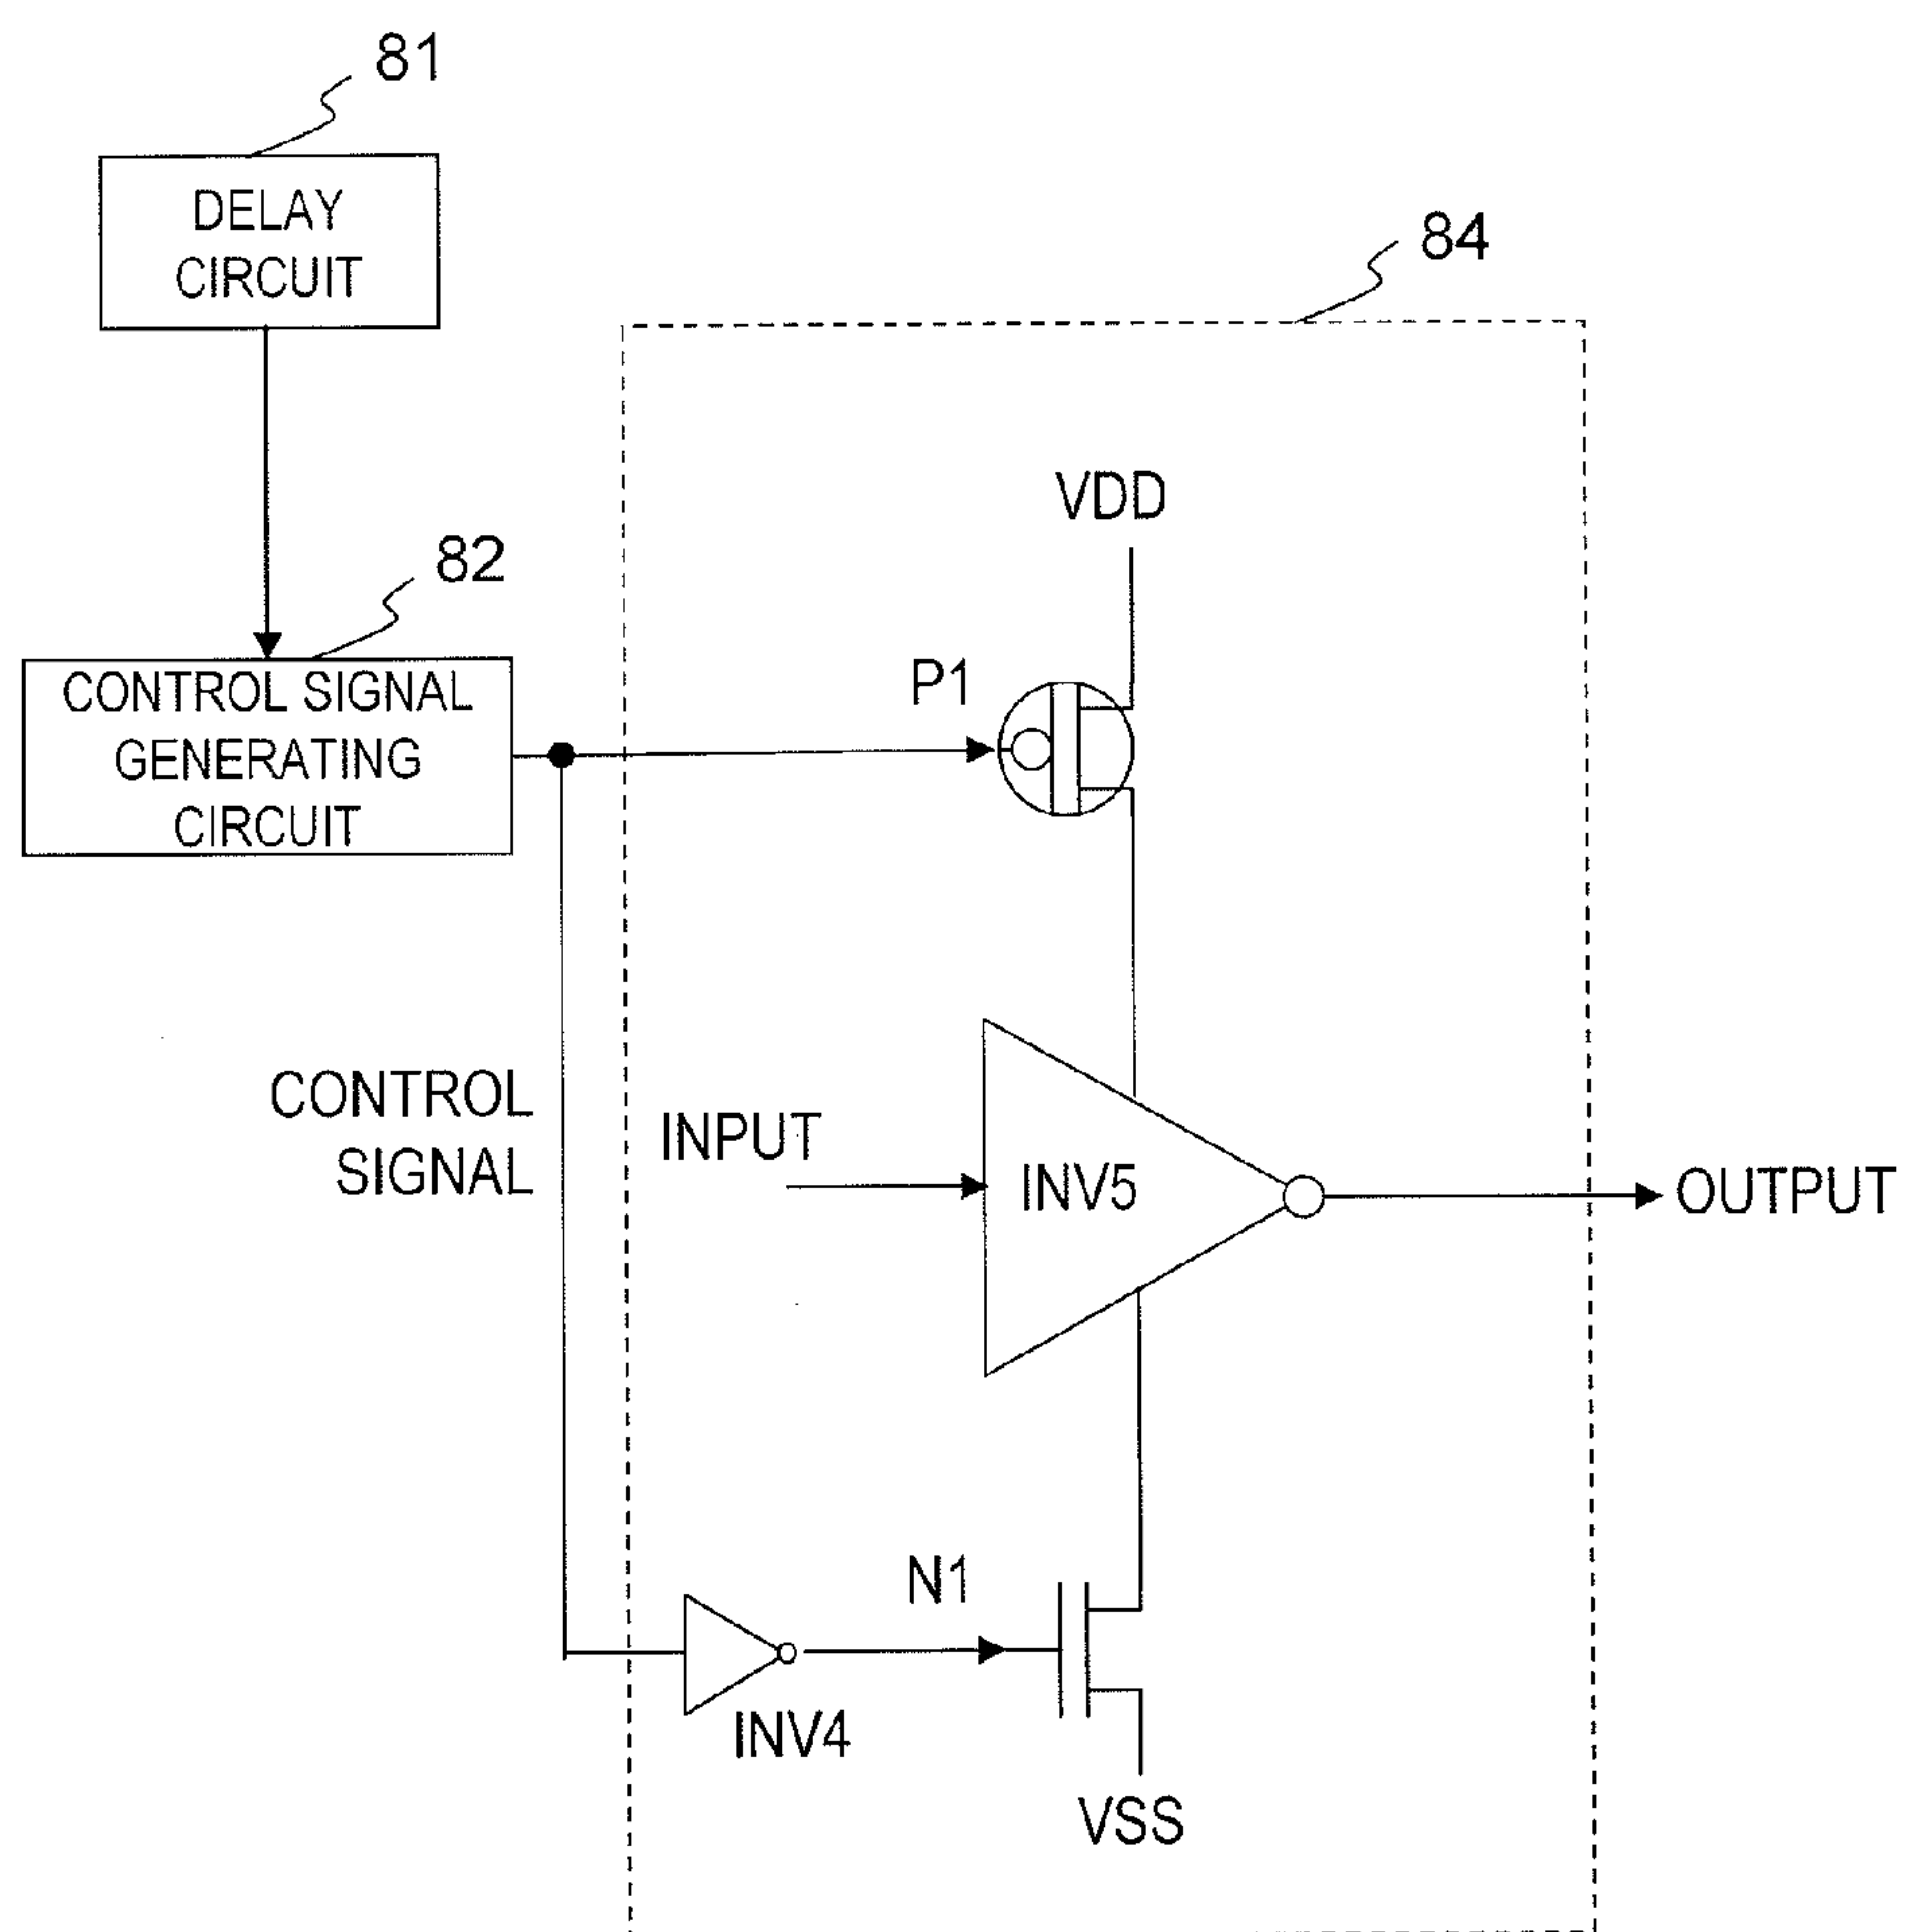 81
DELAY
CIRCUIT
84
VDD
82
P1
CONTROL SIGNAL
GENERATING
CIRCUIT
CONTROL
SIGNAL
INPUT
INV5
OUTPUT
N1
INV4
VSS